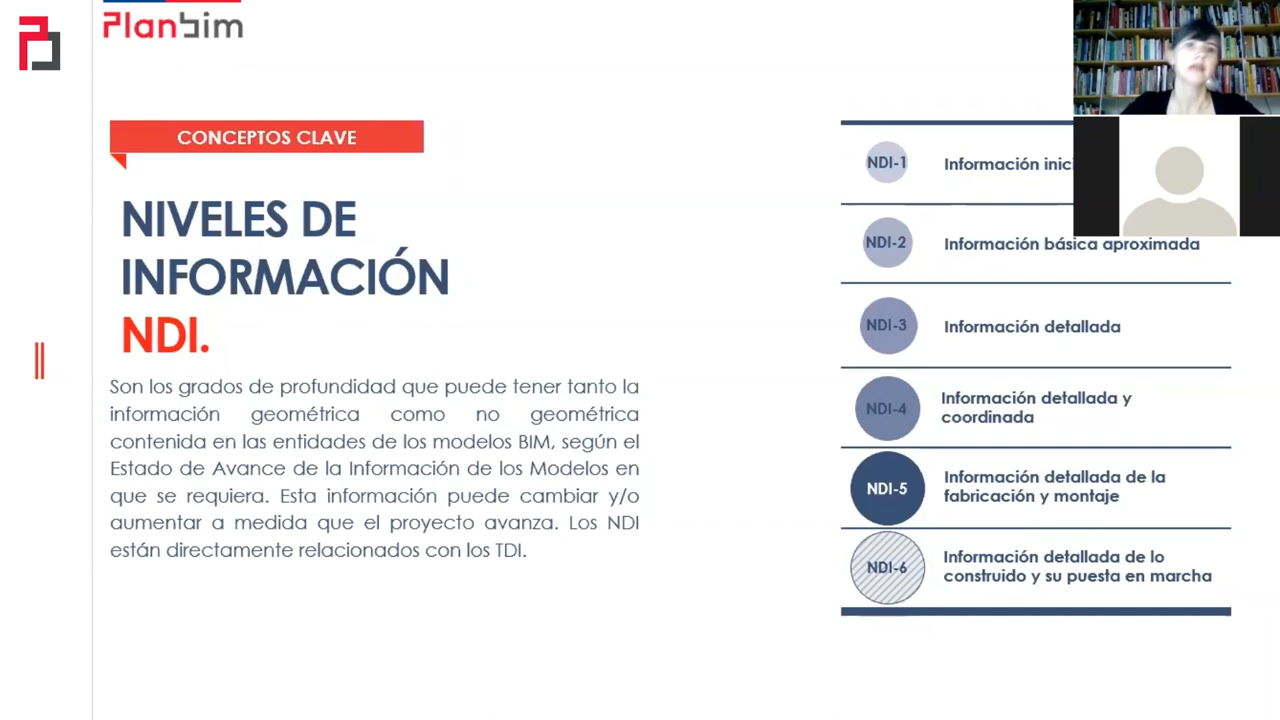 Planbim
CONCEPTOS CLAVE
NIVELES DE
INFORMACIÓN
NDI.
Son los grados de profundidad que puede tener tanto la
información geométrica como no geométrica
contenida en las entidades de los modelos BIM, según el
Estado de Avance de la Información de los Modelos en
que se requiera. Esta información puede cambiar y/o
aumentar a medida que el proyecto avanza. Los NDI
están directamente relacionados con los TDI.
NDI-1 Información
NDI-2 Información básica aproximada
NDI-3 Información detallada
NDI-4 Información detallada y
coordinada
NDI-5 Información detallada de la
fabricación y montaje
NDI-6 Información detallada de lo
construido y su puesta en marcha